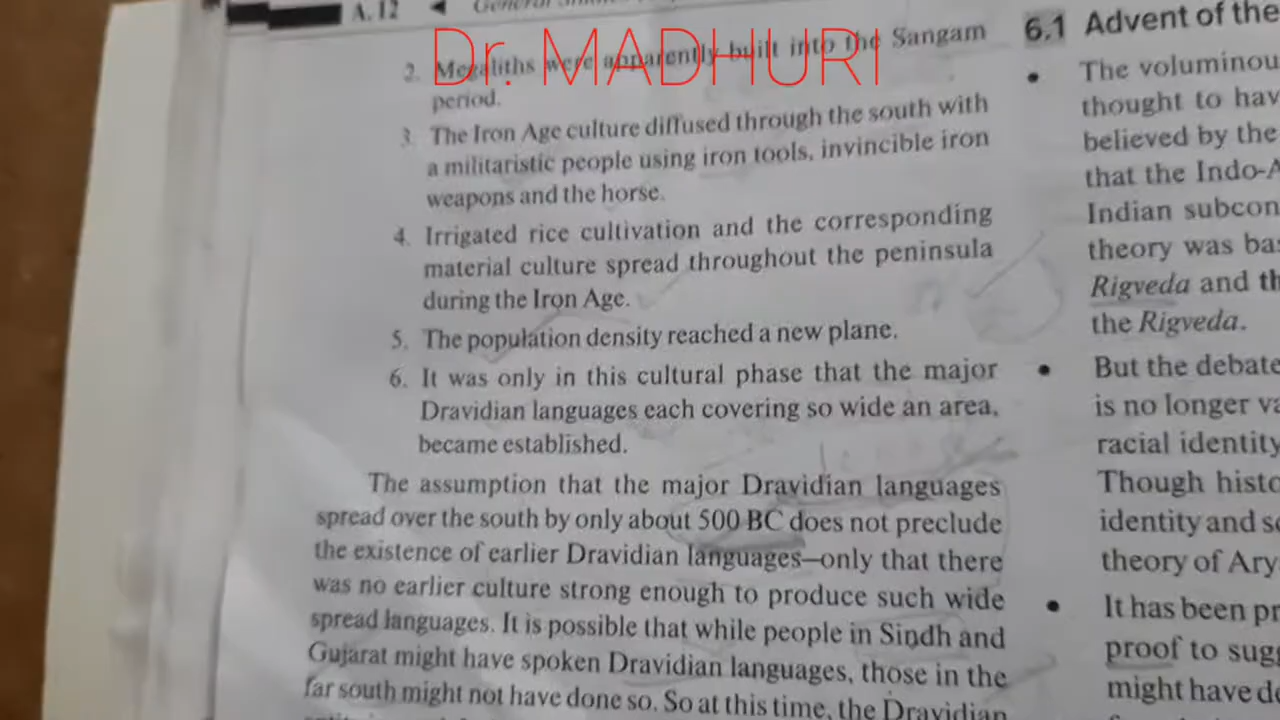 A.12 ◄ General Studies
Dr. MADHURI
2. Megaliths were apparently built into the Sangam
period.
3. The Iron Age culture diffused through the south with
a militaristic people using iron tools, invincible iron
weapons and the horse.
4. Irrigated rice cultivation and the corresponding
material culture spread throughout the peninsula
during the Iron Age.
5. The population density reached a new plane.
6. It was only in this cultural phase that the major
Dravidian languages each covering so wide an area,
became established.
The assumption that the major Dravidian languages
spread over the south by only about 500 BC does not preclude
the existence of earlier Dravidian languages—only that there
was no earlier culture strong enough to produce such wide
spread languages. It is possible that while people in Sindh and
Gujarat might have spoken Dravidian languages, those in the
far south might not have done so. So at this time, the Dravidian
6.1 Advent of the
• The voluminou
thought to hav
believed by the
that the Indo-A
Indian subcon
theory was ba
Rigveda and th
the Rigveda.
• But the debate
is no longer va
racial identity
Though histo
identity and s
theory of Ary
• It has been pr
proof to sugg
might have d